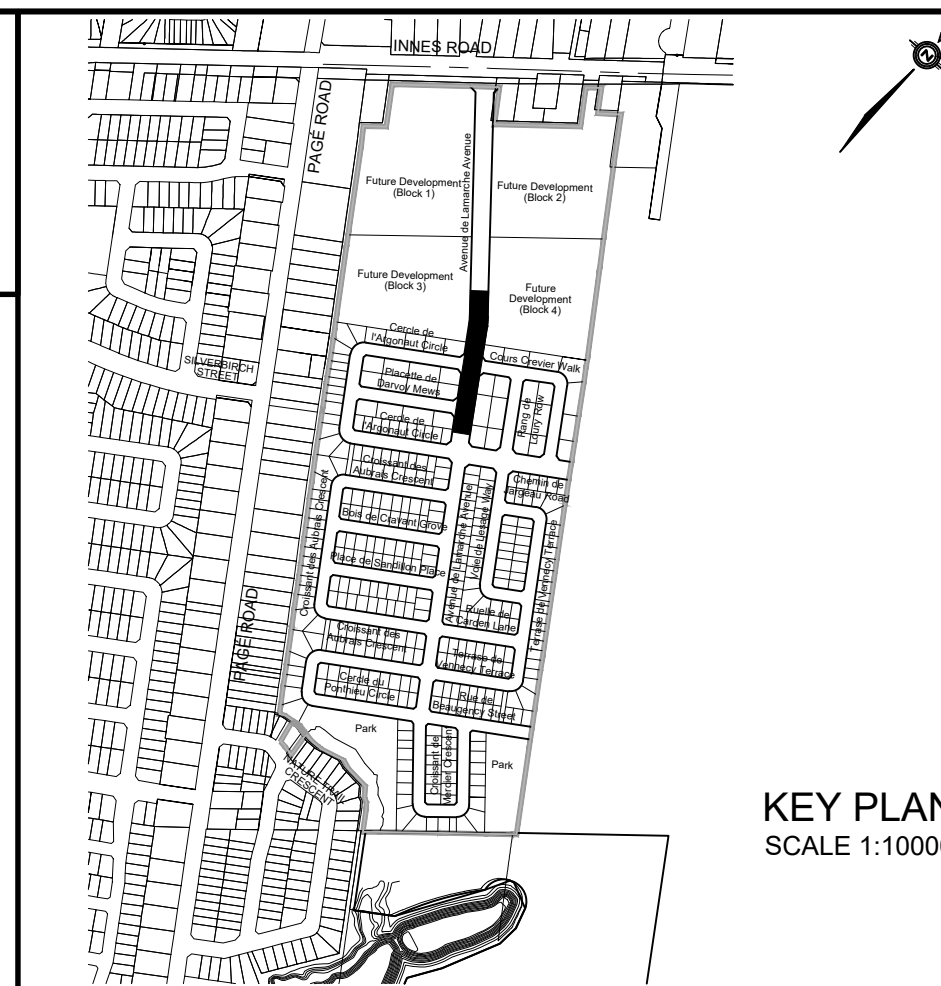 INNES ROAD
N
PAGÉ ROAD
Avenue de Lamarche Avenue
Future Development
(Block 1)
Future Development
(Block 2)
Future Development
(Block 3)
Future
Development
(Block 4)
Cercle de
l'Argonaut Circle
Cours Crevier Walk
SILVERBIRCH
STREET
Placette de
Darvoy Mews
Rang de
Loury Row
Cercle de
l'Argonaut Circle
Croissant des
Aubrais Crescent
Chemin de
Jargeau Road
Croissant des Aubrais Crescent
Bois de Cravant Grove
Avenue de Lamarche Avenue
Voie de Lesage Way
Place de Sandillon Place
Terrasse de Vennecy Terrace
PAGÉ ROAD
Ruelle de
Carden Lane
Croissant des
Aubrais Crescent
Terrasse de
Vennecy Terrace
Cercle du
Ponthieu Circle
Rue de
Beaugency Street
Park
Croissant de
Mercier Crescent
Park
NATURE TRAIL
CRESCENT
KEY PLAN
SCALE 1:10000